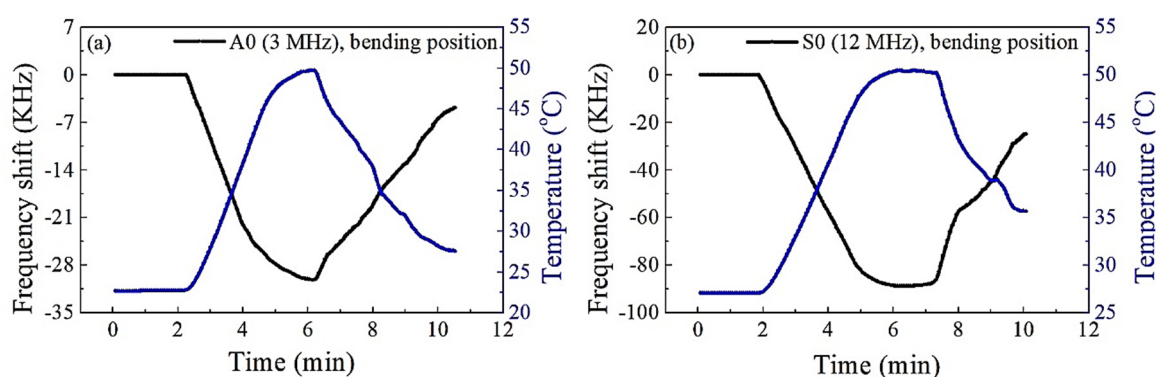 (a)
A0 (3 MHz), bending position
Frequency shift (KHz)
7
0
-7
-14
-21
-28
-35
0 2 4 6 8 10 12
Time (min)
55
50
45
40
35
30
25
20
Temperature (°C)
(b)
S0 (12 MHz), bending position
Frequency shift (KHz)
20
0
-20
-40
-60
-80
-100
0 2 4 6 8 10 12
Time (min)
55
50
45
40
35
30
25
Temperature (°C)